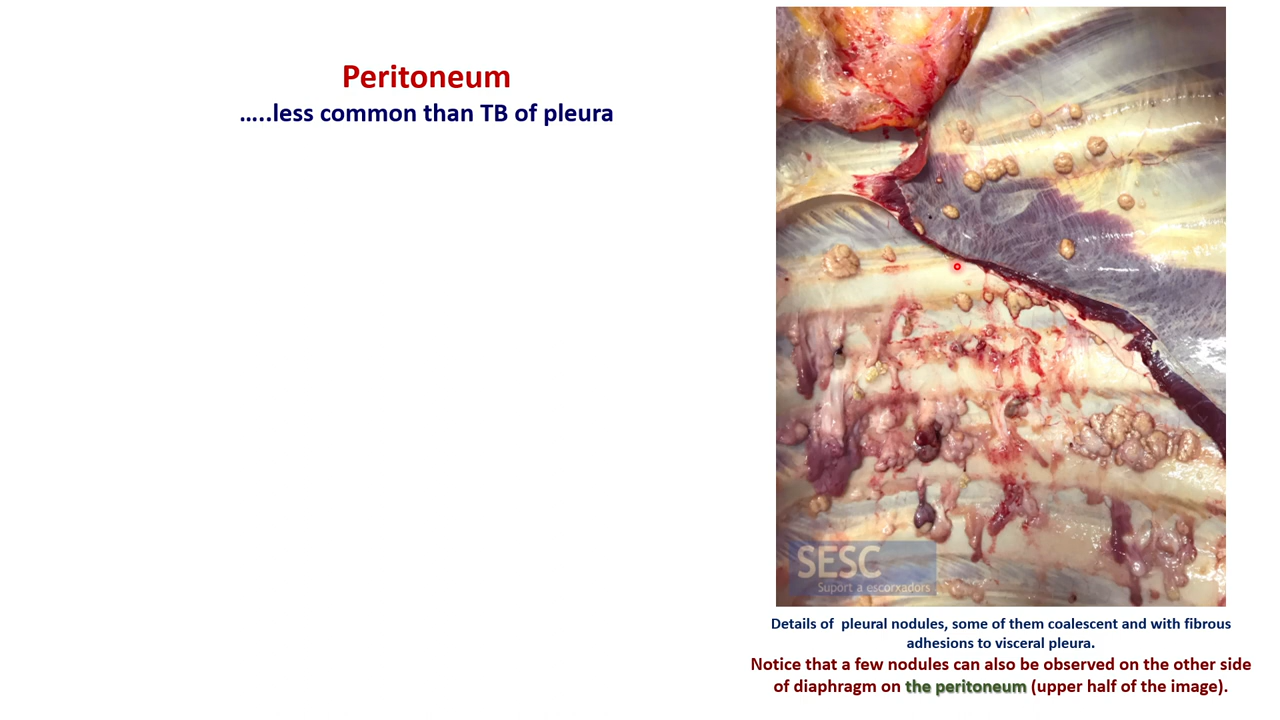 Peritoneum
…..less common than TB of pleura
SESC
Suport a escorxadors
Details of  pleural nodules, some of them coalescent and with fibrous
adhesions to visceral pleura.
Notice that a few nodules can also be observed on the other side
of diaphragm on the peritoneum (upper half of the image).